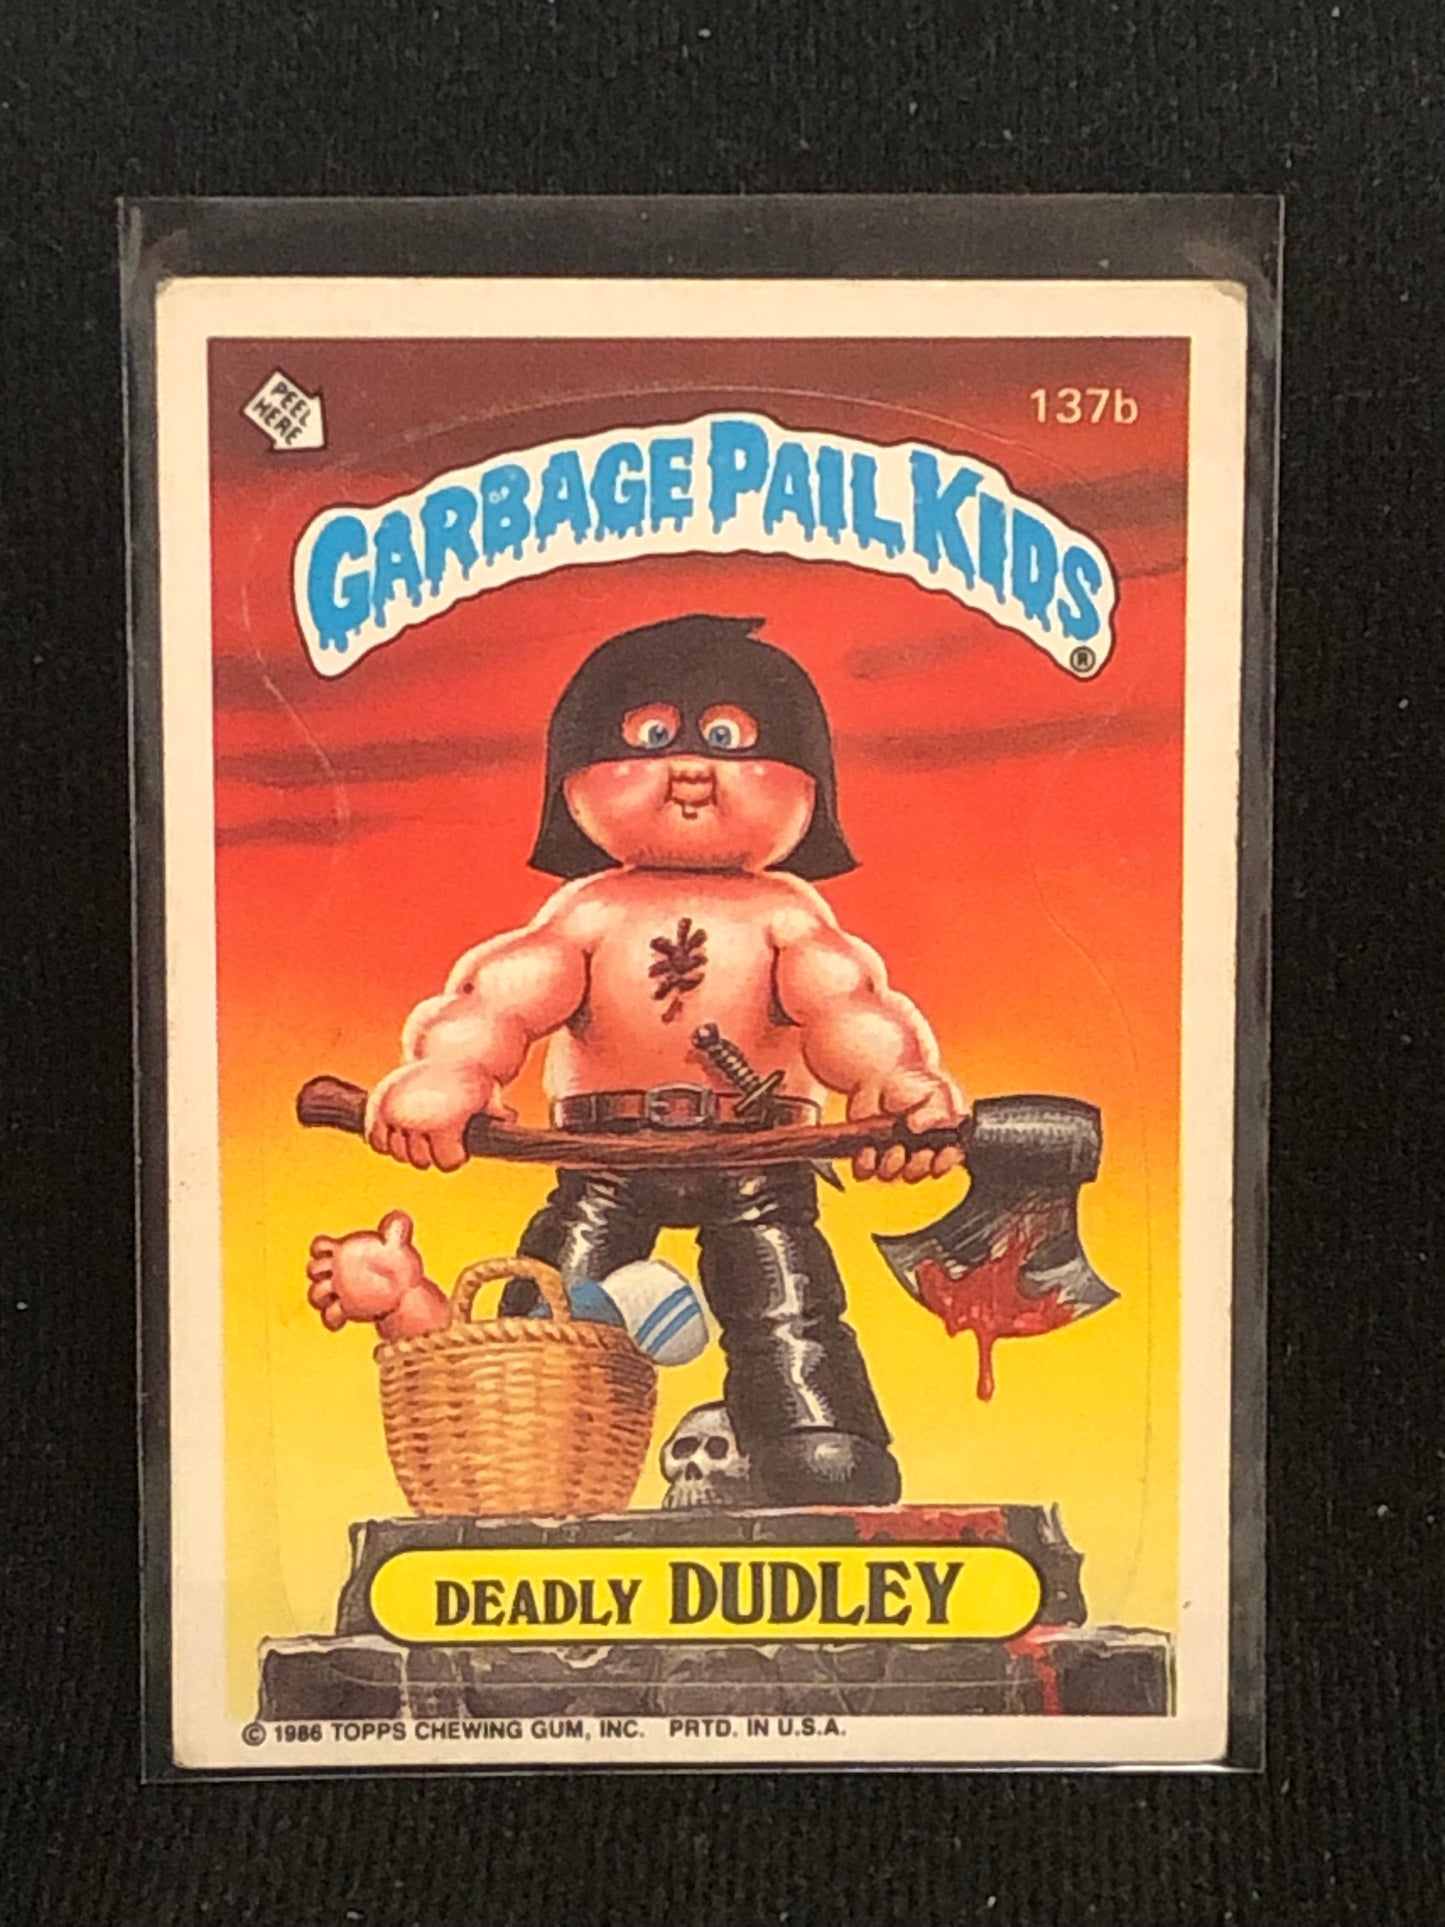 PEEL
HERE
137b
GARBAGE PAIL KIDS
®
DEADLY DUDLEY
© 1986 TOPPS CHEWING GUM, INC. PRTD. IN U.S.A.